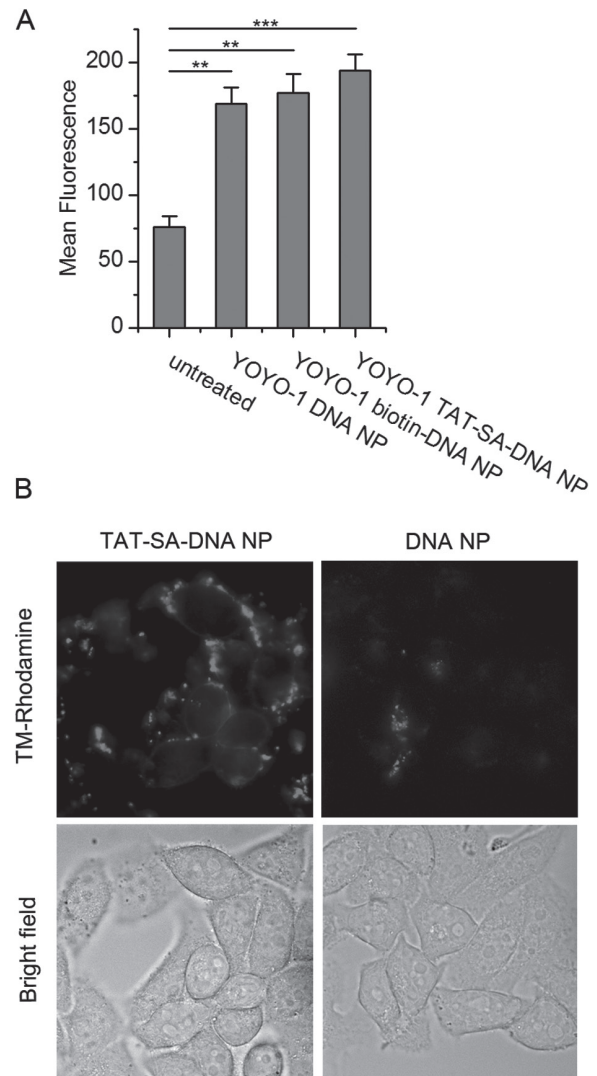 A
***
**
**
200
150
100
50
0
Mean Fluorescence
untreated
YOYO-1 DNA NP
YOYO-1 biotin-DNA NP
YOYO-1 TAT-SA-DNA NP
B
TAT-SA-DNA NP
DNA NP
TM-Rhodamine
Bright field